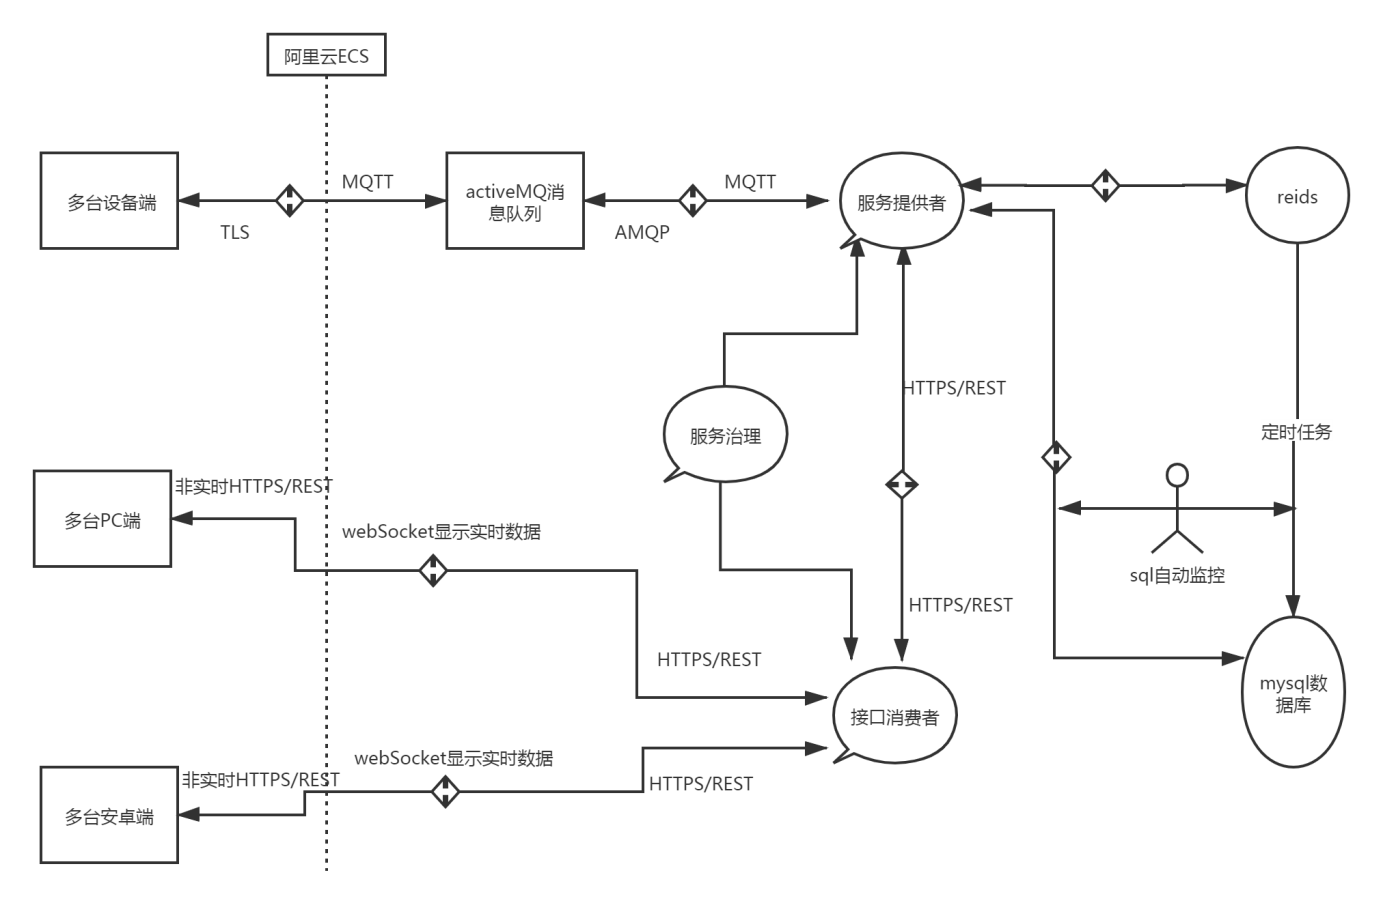 阿里云ECS
多台设备端
MQTT
TLS
activeMQ消
息队列
MQTT
AMQP
服务提供者
reids
HTTPS/REST
服务治理
定时任务
非实时HTTPS/REST
多台PC端
webSocket显示实时数据
sql自动监控
HTTPS/REST
HTTPS/REST
接口消费者
mysql数
据库
webSocket显示实时数据
非实时HTTPS/REST
HTTPS/REST
多台安卓端